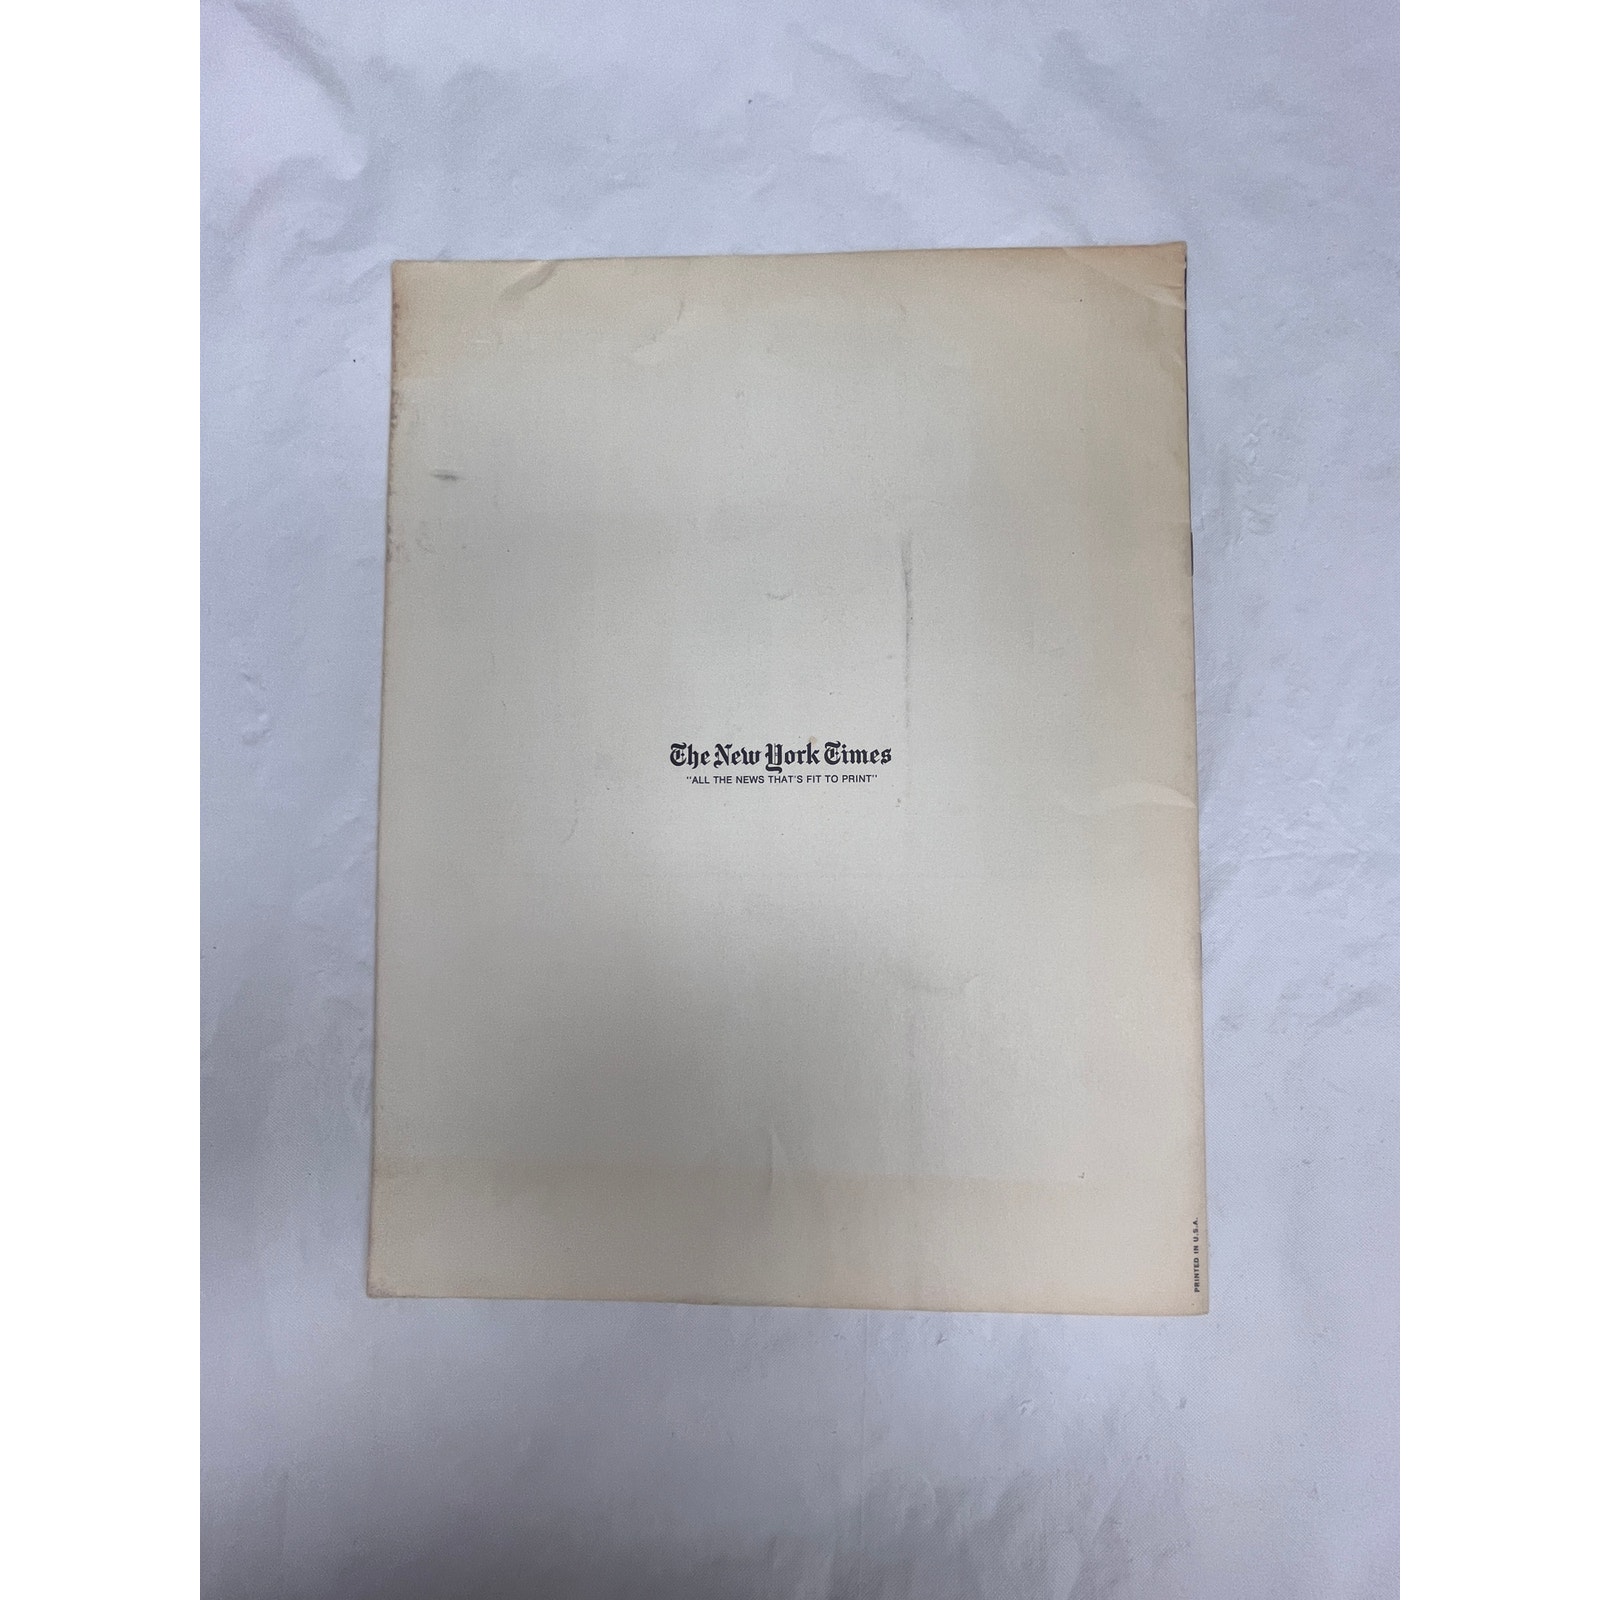 The New York Times
"ALL THE NEWS THAT'S FIT TO PRINT"
PRINTED IN U.S.A.